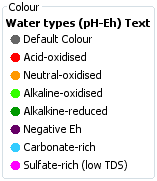 Colour
Water types (pH-Eh) Text
Default Colour
Acid-oxidised
Neutral-oxidised
Alkaline-oxidised
Alkalkine-reduced
Negative Eh
Carbonate-rich
Sulfate-rich (low TDS)